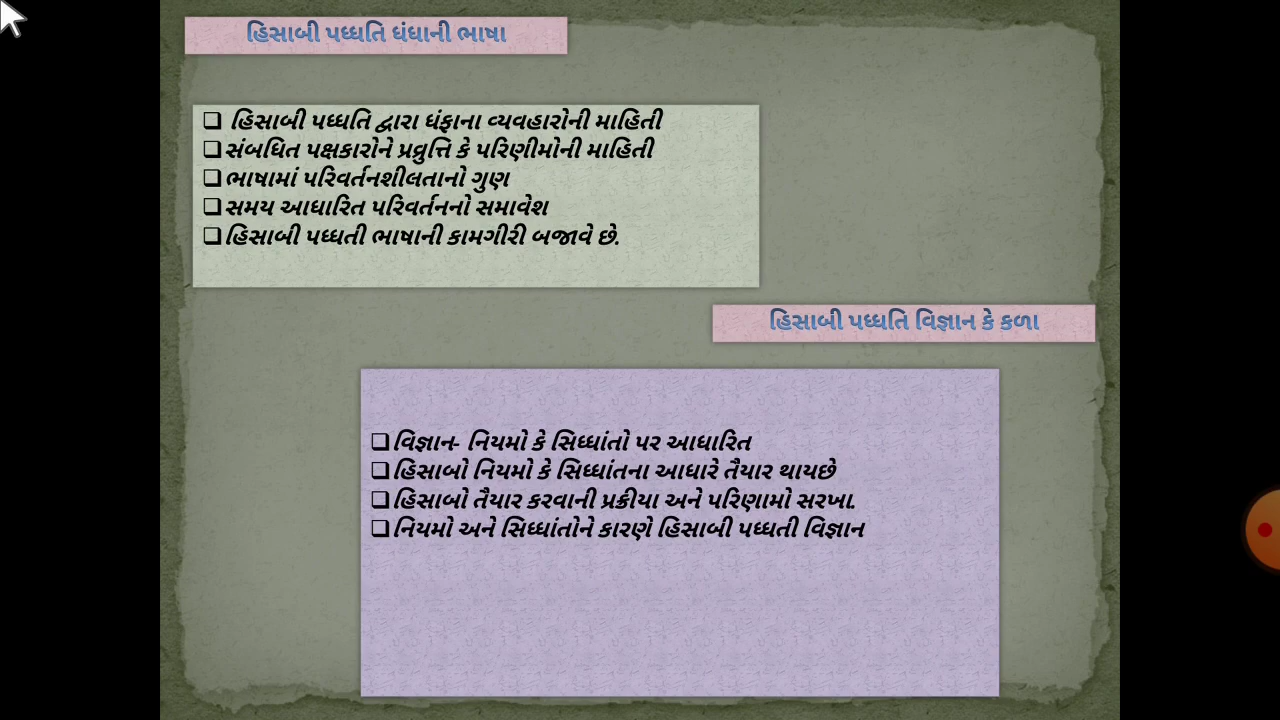 હિસાબી પધ્ધતિ ધંધાની ભાષા
હિસાબી પધ્ધતિ દ્વારા ધંફાના વ્યવહારોની માહિતી
સંબધિત પક્ષકારોને પ્રવ્રુત્તિ કે પરિણીમોની માહિતી
ભાષામાં પરિવર્તનશીલતાનો ગુણ
સમય આધારિત પરિવર્તનનો સમાવેશ
હિસાબી પધ્ધતી ભાષાની કામગીરી બજાવે છે.
હિસાબી પધ્ધતિ વિજ્ઞાન કે કળા
વિજ્ઞાન- નિયમો કે સિધ્ધાંતો પર આધારિત
હિસાબો નિયમો કે સિધ્ધાંતના આધારે તૈયાર થાયછે
હિસાબો તૈયાર કરવાની પ્રક્રીયા અને પરિણામો સરખા.
નિયમો અને સિધ્ધાંતોને કારણે હિસાબી પધ્ધતી વિજ્ઞાન